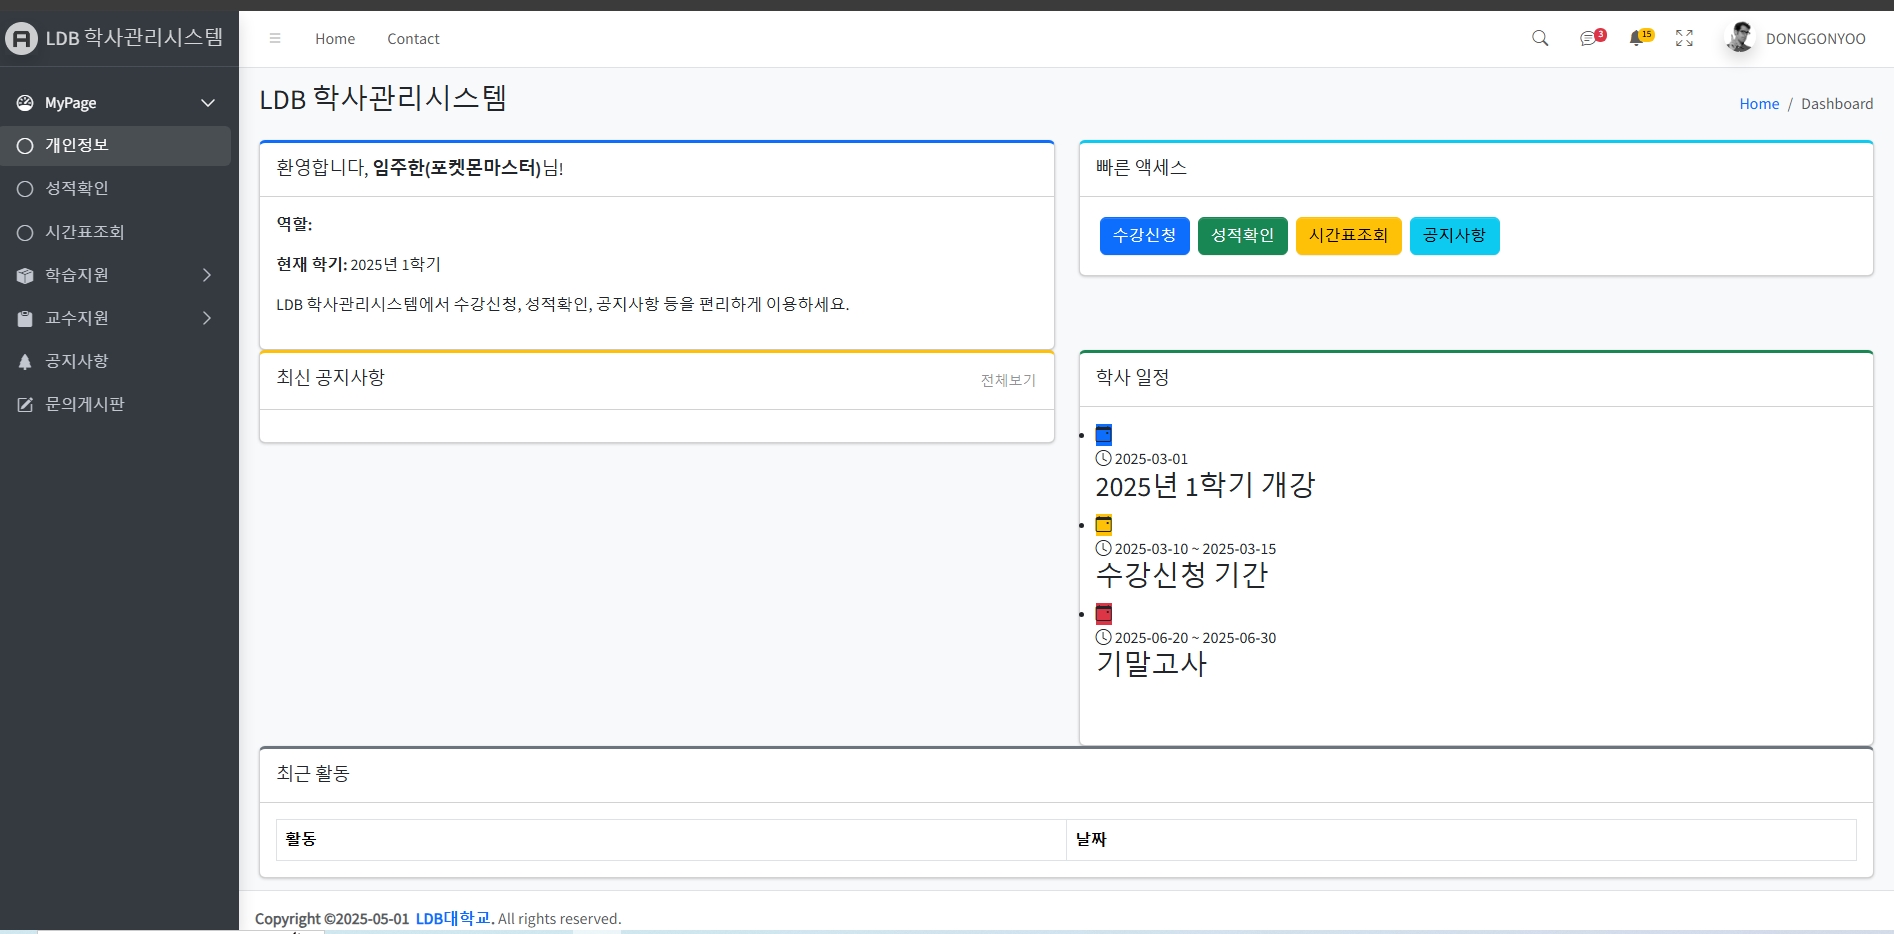 LDB 학사관리시스템
Home
Contact
3
15
DONGGONYOO
MyPage
개인정보
성적확인
시간표조회
학습지원
교수지원
공지사항
문의게시판
LDB 학사관리시스템
Home / Dashboard
환영합니다, 임주한(포켓몬마스터)님!
역할:
현재 학기: 2025년 1학기
LDB 학사관리시스템에서 수강신청, 성적확인, 공지사항 등을 편리하게 이용하세요.
빠른 액세스
수강신청
성적확인
시간표조회
공지사항
최신 공지사항
전체보기
학사 일정
2025-03-01
2025년 1학기 개강
2025-03-10 ~ 2025-03-15
수강신청 기간
2025-06-20 ~ 2025-06-30
기말고사
최근 활동
활동
날짜
Copyright ©2025-05-01 LDB대학교. All rights reserved.